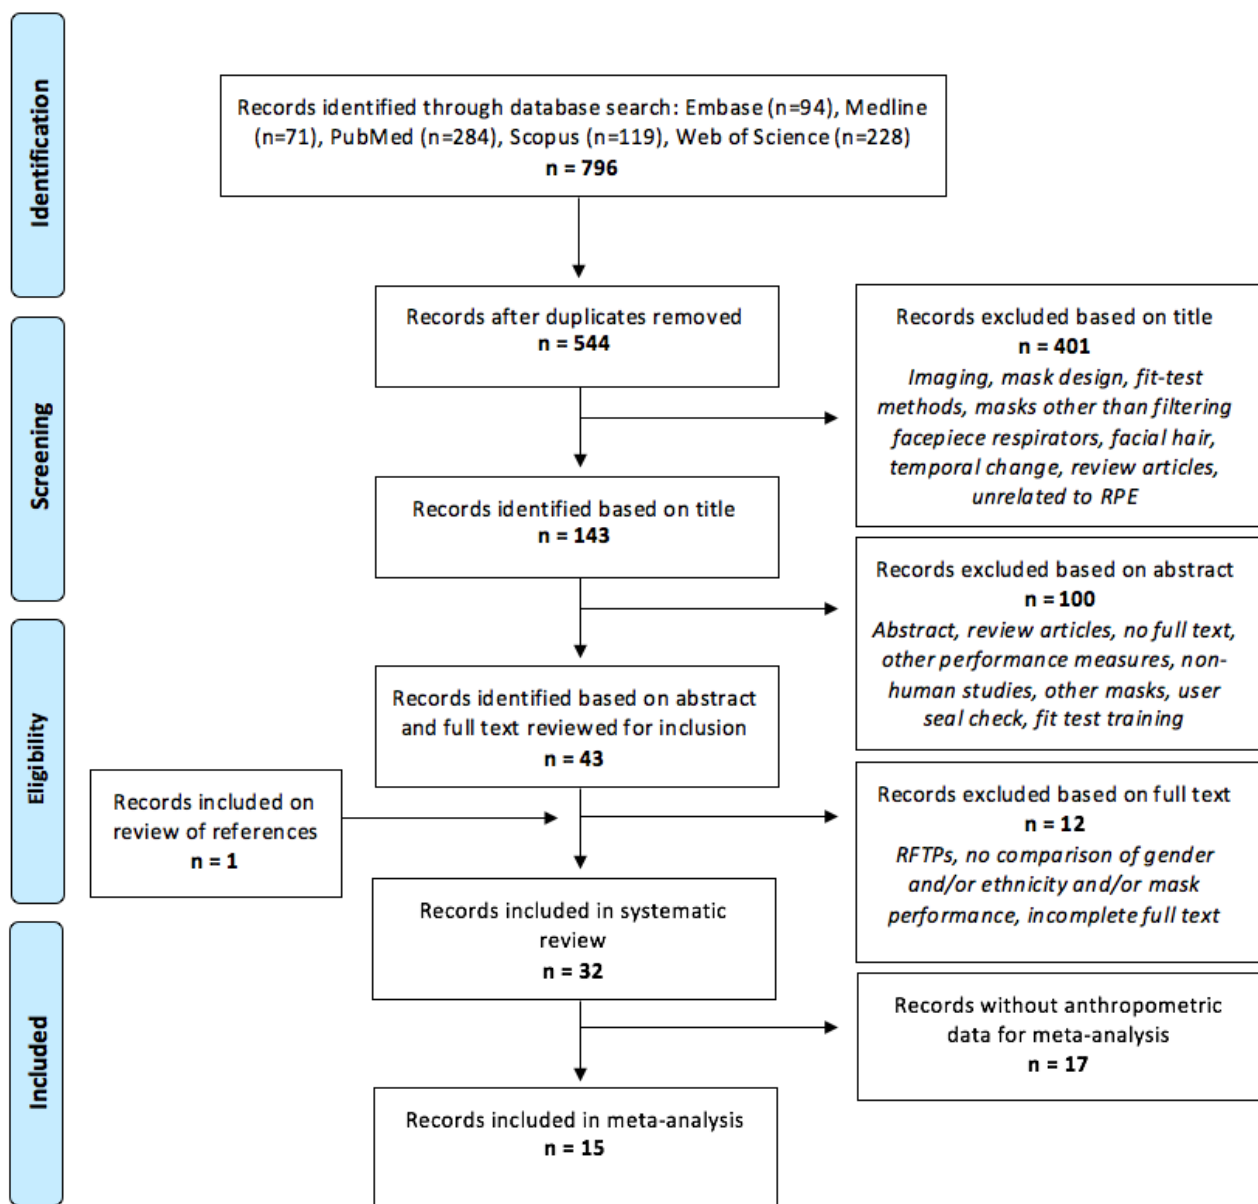 Identification
Records identified through database search: Embase (n=94), Medline
(n=71), PubMed (n=284), Scopus (n=119), Web of Science (n=228)
n = 796
Screening
Records after duplicates removed
n = 544
Records excluded based on title
n = 401
Imaging, mask design, fit-test
methods, masks other than filtering
facepiece respirators, facial hair,
temporal change, review articles,
unrelated to RPE
Records identified based on title
n = 143
Records excluded based on abstract
n = 100
Abstract, review articles, no full text,
other performance measures, non-
human studies, other masks, user
seal check, fit test training
Eligibility
Records identified based on abstract
and full text reviewed for inclusion
n = 43
Records included on
review of references
n = 1
Records excluded based on full text
n = 12
RFTPs, no comparison of gender
and/or ethnicity and/or mask
performance, incomplete full text
Included
Records included in systematic
review
n = 32
Records without anthropometric
data for meta-analysis
n = 17
Records included in meta-analysis
n = 15